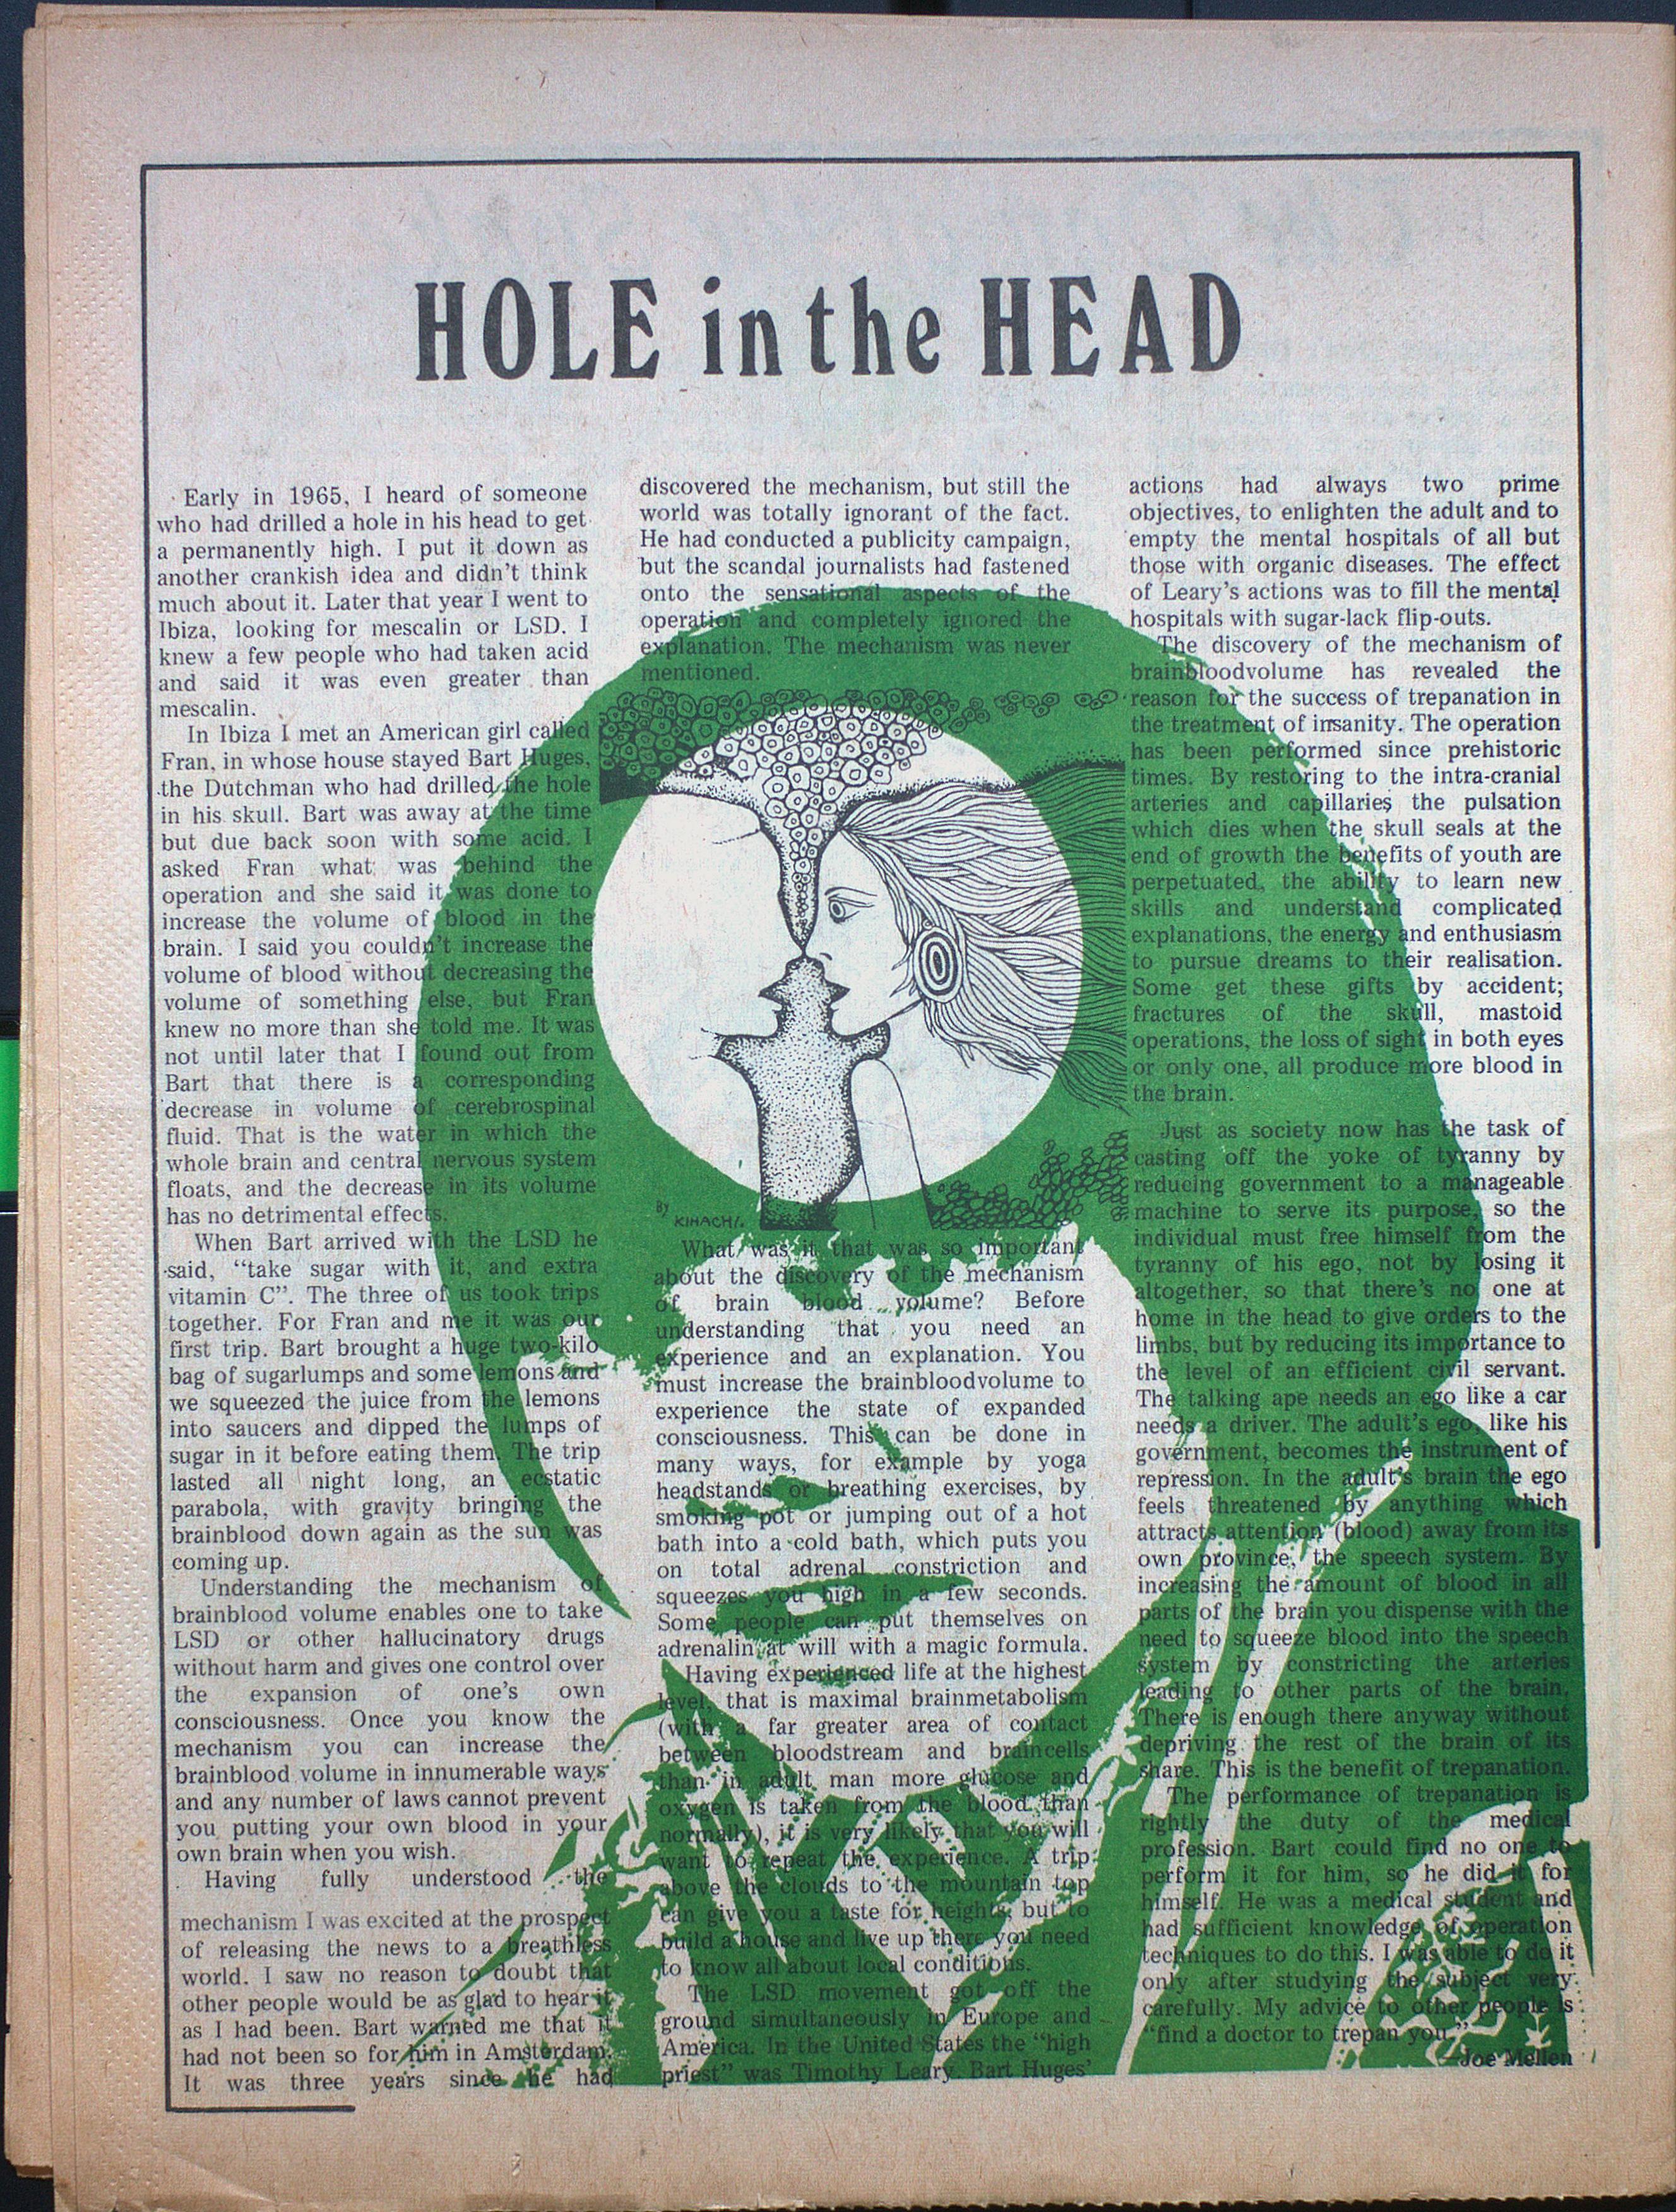 HOLE in the HEAD
Early in 1965, I heard of someone
who had drilled a hole in his head to get
a permanently high. I put it down as
another crankish idea and didn't think
much about it. Later that year I went to
Ibiza, looking for mescalin or LSD. I
knew a few people who had taken acid
and said it was even greater than
mescalin.
In Ibiza I met an American girl called
Fran, in whose house stayed Bart Huges,
the Dutchman who had drilled the hole
in his skull. Bart was away at the time
but due back soon with some acid. I
asked Fran what was behind the
operation and she said it was done to
increase the volume of blood in the
brain. I said you couldn't increase the
volume of blood without decreasing the
volume of something else, but Fran
knew no more than she told me. It was
not until later that I found out from
Bart that there is a corresponding
decrease in volume of cerebrospinal
fluid. That is the water in which the
whole brain and central nervous system
floats, and the decrease in its volume
has no detrimental effects.
When Bart arrived with the LSD he
said, "take sugar with it, and extra
vitamin C". The three of us took trips
together. For Fran and me it was our
first trip. Bart brought a huge two-kilo
bag of sugarlumps and some lemons and
we squeezed the juice from the lemons
into saucers and dipped the lumps of
sugar in it before eating them. The trip
lasted all night long, an ecstatic
parabola, with gravity bringing the
brainblood down again as the sun was
coming up.
Understanding the mechanism of
brainblood volume enables one to take
LSD or other hallucinatory drugs
without harm and gives one control over
the expansion of one's own
consciousness. Once you know the
mechanism you can increase the
brainblood volume in innumerable ways
and any number of laws cannot prevent
you putting your own blood in your
own brain when you wish.
Having fully understood the
mechanism I was excited at the prospect
of releasing the news to a breathless
world. I saw no reason to doubt that
other people would be as glad to hear it
as I had been. Bart warned me that it
had not been so for him in Amsterdam.
It was three years since he had
discovered the mechanism, but still the
world was totally ignorant of the fact.
He had conducted a publicity campaign,
but the scandal journalists had fastened
onto the sensational aspects of the
operation and completely ignored the
explanation. The mechanism was never
mentioned.
By
KIHACHI.
What was it that was so important
about the discovery of the mechanism
of brain blood volume? Before
understanding that you need an
experience and an explanation. You
must increase the brainbloodvolume to
experience the state of expanded
consciousness. This can be done in
many ways, for example by yoga
headstands or breathing exercises, by
smoking pot or jumping out of a hot
bath into a cold bath, which puts you
on total adrenal constriction and
squeezes you high in a few seconds.
Some people can put themselves on
adrenalin at will with a magic formula.
Having experienced life at the highest
level, that is maximal brainmetabolism
(with a far greater area of contact
between bloodstream and braincells
than in adult man more glucose and
oxygen is taken from the blood than
normally), it is very likely that you will
want to repeat the experience. A trip
above the clouds to the mountain top
can give you a taste for heights, but to
build a house and live up there you need
to know all about local conditions.
The LSD movement got off the
ground simultaneously in Europe and
America. In the United States the "high
priest" was Timothy Leary. Bart Huges'
actions had always two prime
objectives, to enlighten the adult and to
empty the mental hospitals of all but
those with organic diseases. The effect
of Leary's actions was to fill the mental
hospitals with sugar-lack flip-outs.
The discovery of the mechanism of
brainbloodvolume has revealed the
reason for the success of trepanation in
the treatment of insanity. The operation
has been performed since prehistoric
times. By restoring to the intra-cranial
arteries and capillaries the pulsation
which dies when the skull seals at the
end of growth the benefits of youth are
perpetuated, the ability to learn new
skills and understand complicated
explanations, the energy and enthusiasm
to pursue dreams to their realisation.
Some get these gifts by accident;
fractures of the skull, mastoid
operations, the loss of sight in both eyes
or only one, all produce more blood in
the brain.
Just as society now has the task of
casting off the yoke of tyranny by
reducing government to a manageable
machine to serve its purpose, so the
individual must free himself from the
tyranny of his ego, not by losing it
altogether, so that there's no one at
home in the head to give orders to the
limbs, but by reducing its importance to
the level of an efficient civil servant.
The talking ape needs an ego like a car
needs a driver. The adult's ego, like his
government, becomes the instrument of
repression. In the adult's brain the ego
feels threatened by anything which
attracts attention (blood) away from its
own province, the speech system. By
increasing the amount of blood in all
parts of the brain you dispense with the
need to squeeze blood into the speech
system by constricting the arteries
leading to other parts of the brain.
There is enough there anyway without
depriving the rest of the brain of its
share. This is the benefit of trepanation.
The performance of trepanation is
rightly the duty of the medical
profession. Bart could find no one to
perform it for him, so he did it for
himself. He was a medical student and
had sufficient knowledge of operation
techniques to do this. I was able to do it
only after studying the subject very
carefully. My advice to other people is
"find a doctor to trepan you."
—Joe Mellen